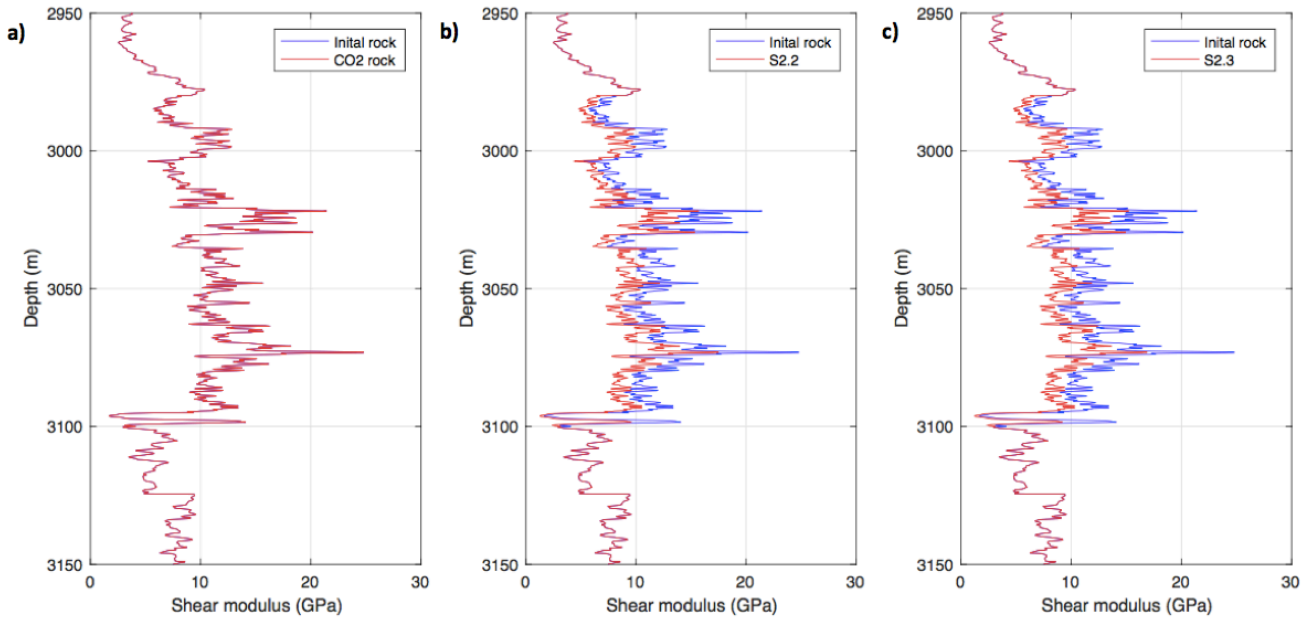 a)
2950
3000
3050
3100
3150
Depth (m)
0 10 20 30
Shear modulus (GPa)
Inital rock
CO2 rock
b)
2950
3000
3050
3100
3150
Depth (m)
0 10 20 30
Shear modulus (GPa)
Inital rock
S2.2
c)
2950
3000
3050
3100
3150
Depth (m)
0 10 20 30
Shear modulus (GPa)
Inital rock
S2.3